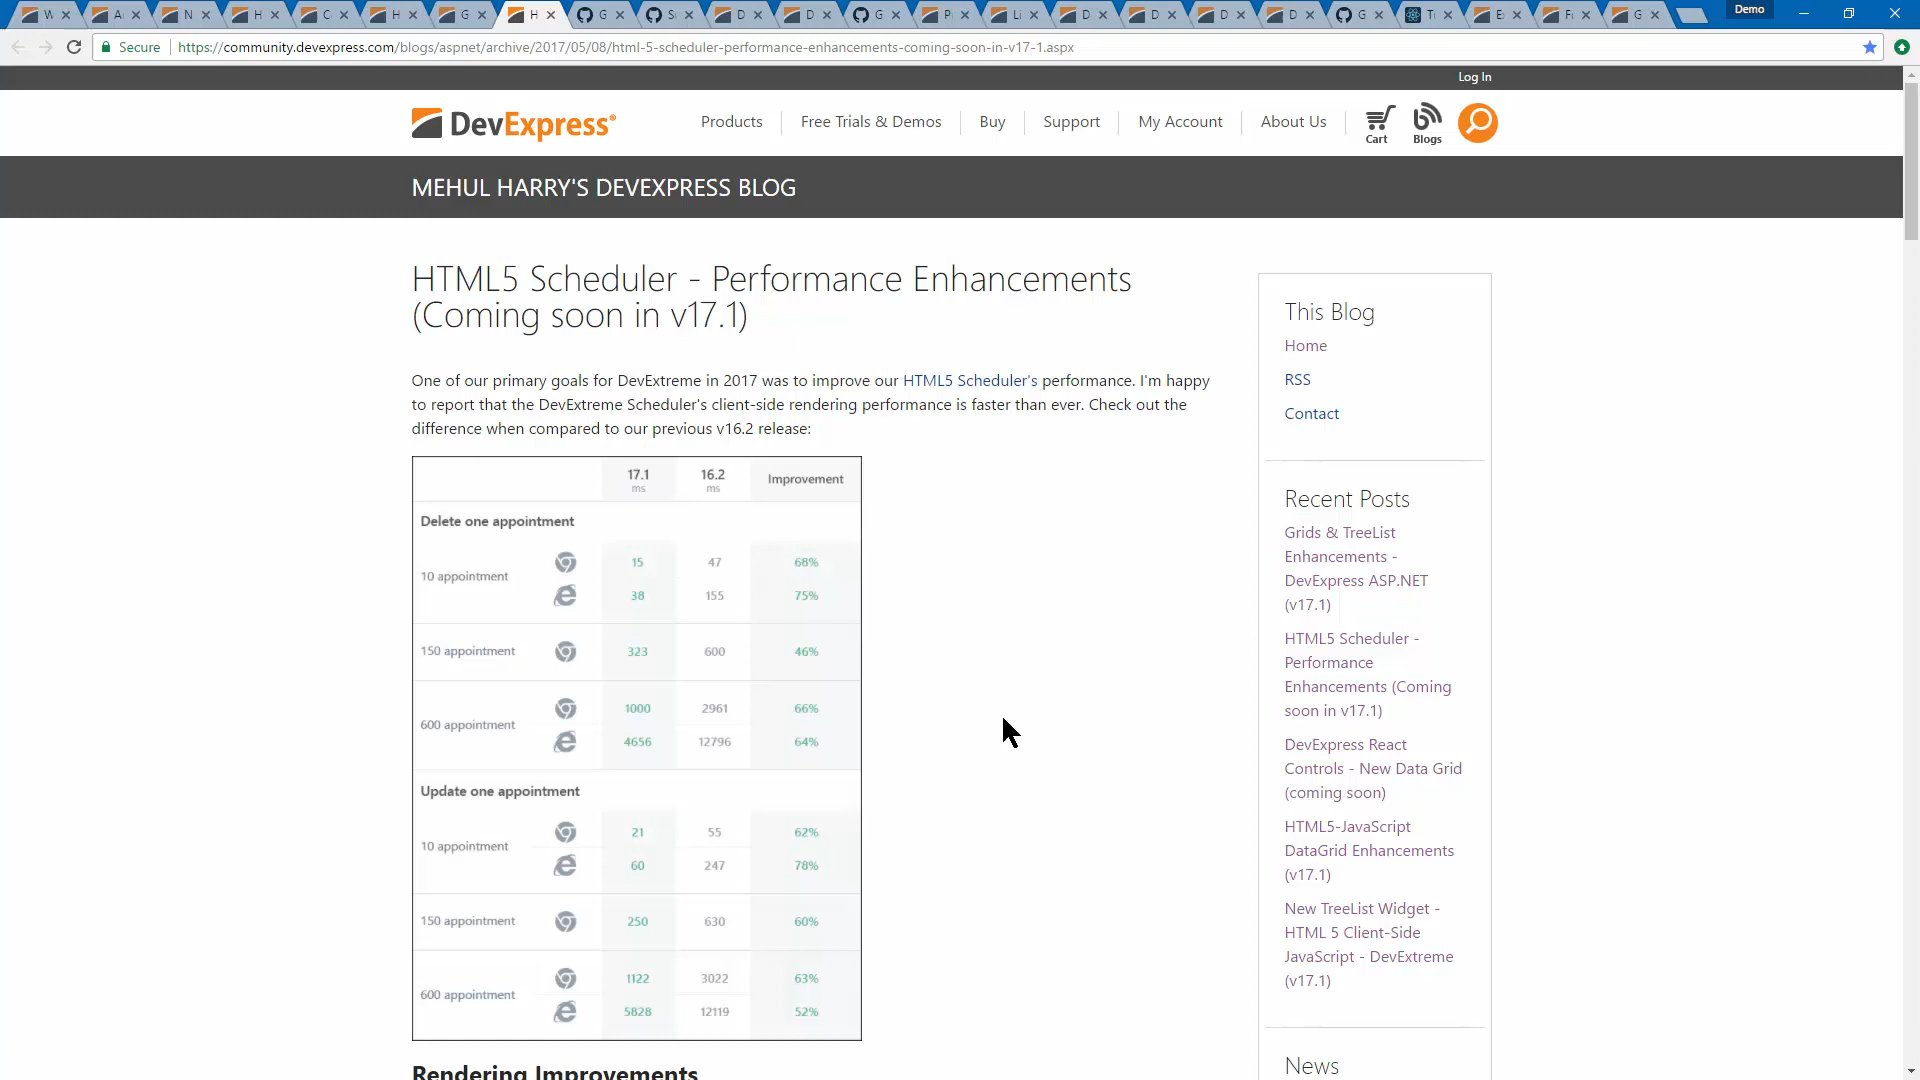 Demo
Secure
https://community.devexpress.com/blogs/aspnet/archive/2017/05/08/html-5-scheduler-performance-enhancements-coming-soon-in-v17-1.aspx
Log In
DevExpress®
Products
Free Trials & Demos
Buy
Support
My Account
About Us
Cart
Blogs
MEHUL HARRY'S DEVEXPRESS BLOG
HTML5 Scheduler - Performance Enhancements
(Coming soon in v17.1)
One of our primary goals for DevExtreme in 2017 was to improve our HTML5 Scheduler's performance. I'm happy
to report that the DevExtreme Scheduler's client-side rendering performance is faster than ever. Check out the
difference when compared to our previous v16.2 release:
17.1 16.2 Improvement
ms ms
Delete one appointment
10 appointment
15 47 68%
38 155 75%
150 appointment 323 600 46%
600 appointment
1000 2961 66%
4656 12796 64%
Update one appointment
10 appointment
21 55 62%
60 247 78%
150 appointment 250 630 60%
600 appointment
1122 3022 63%
5828 12119 52%
Rendering Improvements
This Blog
Home
RSS
Contact
Recent Posts
Grids & TreeList
Enhancements -
DevExpress ASP.NET
(v17.1)
HTML5 Scheduler -
Performance
Enhancements (Coming
soon in v17.1)
DevExpress React
Controls - New Data Grid
(coming soon)
HTML5-JavaScript
DataGrid Enhancements
(v17.1)
New TreeList Widget -
HTML 5 Client-Side
JavaScript - DevExtreme
(v17.1)
News